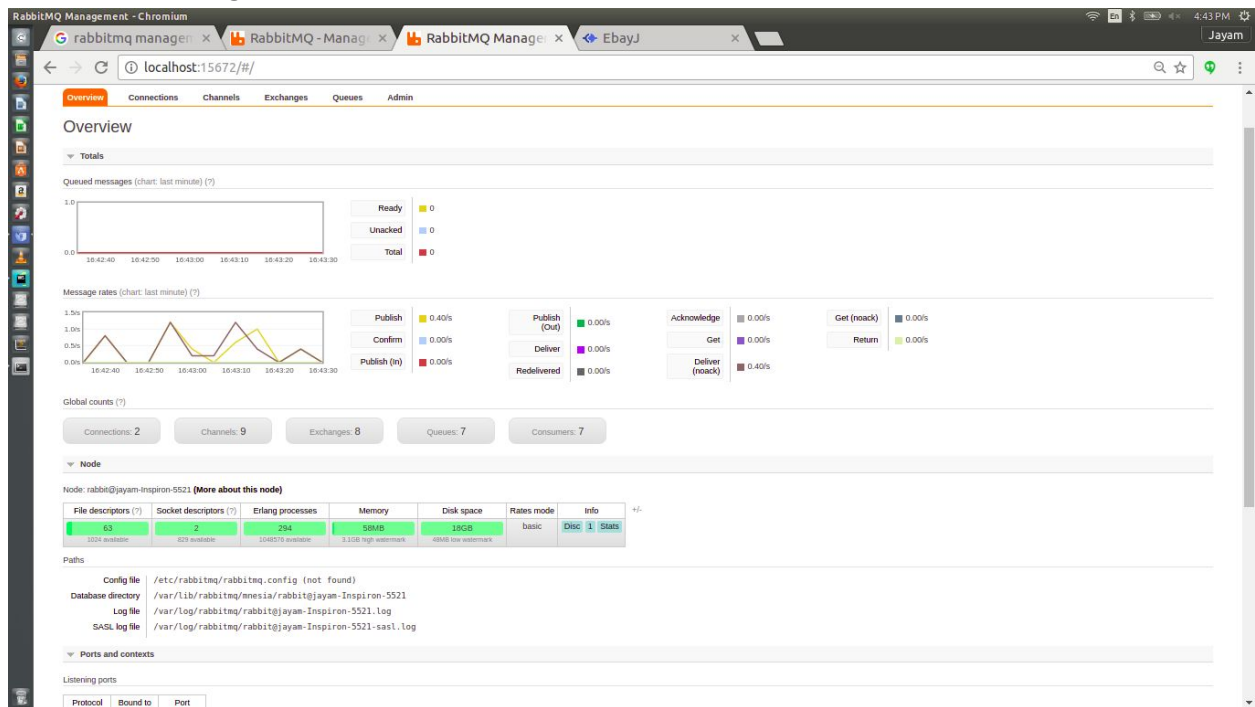 RabbitMQ Management - Chromium
En
4:43 PM
rabbitmq managen
RabbitMQ - Manag
RabbitMQ Manager
EbayJ
Jayam
localhost:15672/#/
Overview Connections Channels Exchanges Queues Admin
Overview
Totals
Queued messages (chart: last minute) (?)
1.0
0.0
16:42:40 16:42:50 16:43:00 16:43:10 16:43:20 16:43:30
Ready 0
Unacked 0
Total 0
Message rates (chart: last minute) (?)
1.5/s
1.0/s
0.5/s
0.0/s
16:42:40 16:42:50 16:43:00 16:43:10 16:43:20 16:43:30
Publish 0.40/s
Confirm 0.00/s
Publish (In) 0.00/s
Publish (Out) 0.00/s
Deliver 0.00/s
Redelivered 0.00/s
Acknowledge 0.00/s
Get 0.00/s
Deliver (noack) 0.40/s
Get (noack) 0.00/s
Return 0.00/s
Global counts (?)
Connections: 2 Channels: 9 Exchanges: 8 Queues: 7 Consumers: 7
Node
Node: rabbit@jayam-Inspiron-5521 (More about this node)
File descriptors (?) Socket descriptors (?) Erlang processes Memory Disk space Rates mode Info +/-
63 2 294 58MB 18GB basic Disc 1 Stats
1024 available 829 available 1048576 available 3.1GB high watermark 48MB low watermark
Paths
Config file /etc/rabbitmq/rabbitmq.config (not found)
Database directory /var/lib/rabbitmq/mnesia/rabbit@jayam-Inspiron-5521
Log file /var/log/rabbitmq/rabbit@jayam-Inspiron-5521.log
SASL log file /var/log/rabbitmq/rabbit@jayam-Inspiron-5521-sasl.log
Ports and contexts
Listening ports
Protocol Bound to Port